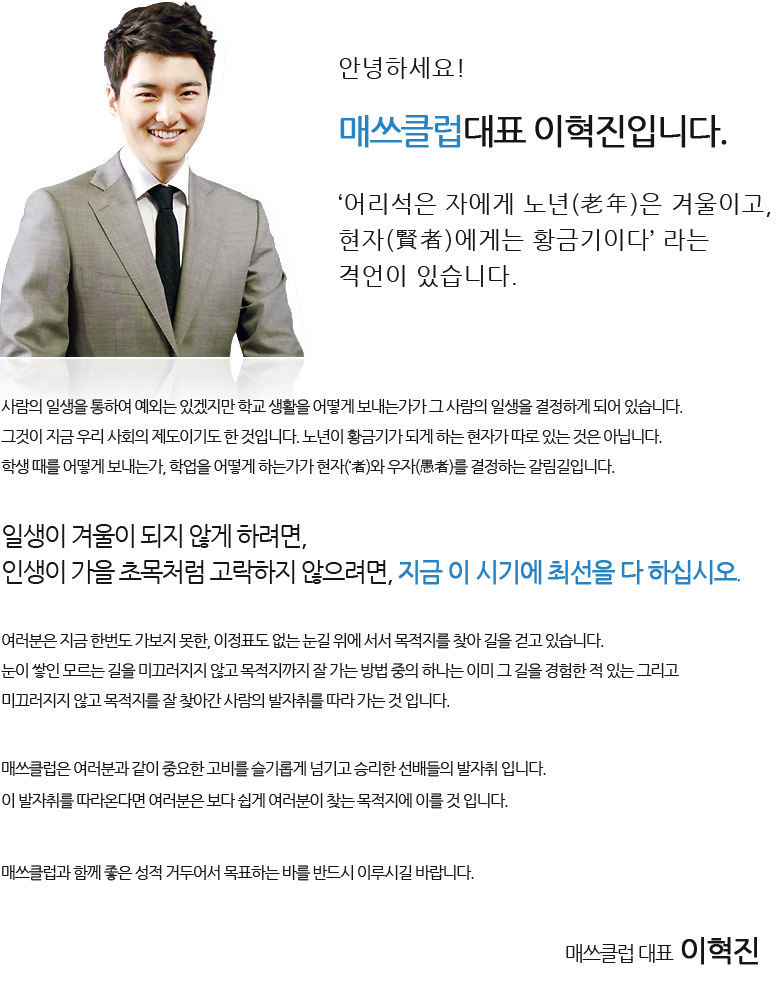 안녕하세요!
매쓰클럽대표 이혁진입니다.
‘어리석은 자에게 노년(老年)은 겨울이고,
현자(賢者)에게는 황금기이다’ 라는
격언이 있습니다.
사람의 일생을 통하여 예외는 있겠지만 학교 생활을 어떻게 보내는가가 그 사람의 일생을 결정하게 되어 있습니다.
그것이 지금 우리 사회의 제도이기도 한 것입니다. 노년이 황금기가 되게 하는 현자가 따로 있는 것은 아닙니다.
학생 때를 어떻게 보내는가, 학업을 어떻게 하는가가 현자(‘者)와 우자(愚者)를 결정하는 갈림길입니다.
일생이 겨울이 되지 않게 하려면,
인생이 가을 초목처럼 고락하지 않으려면, 지금 이 시기에 최선을 다 하십시오.
여러분은 지금 한번도 가보지 못한, 이정표도 없는 눈길 위에 서서 목적지를 찾아 길을 걷고 있습니다.
눈이 쌓인 모르는 길을 미끄러지지 않고 목적지까지 잘 가는 방법 중의 하나는 이미 그 길을 경험한 적 있는 그리고
미끄러지지 않고 목적지를 잘 찾아간 사람의 발자취를 따라 가는 것 입니다.
매쓰클럽은 여러분과 같이 중요한 고비를 슬기롭게 넘기고 승리한 선배들의 발자취 입니다.
이 발자취를 따라온다면 여러분은 보다 쉽게 여러분이 찾는 목적지에 이를 것 입니다.
매쓰클럽과 함께 좋은 성적 거두어서 목표하는 바를 반드시 이루시길 바랍니다.
매쓰클럽 대표 이혁진